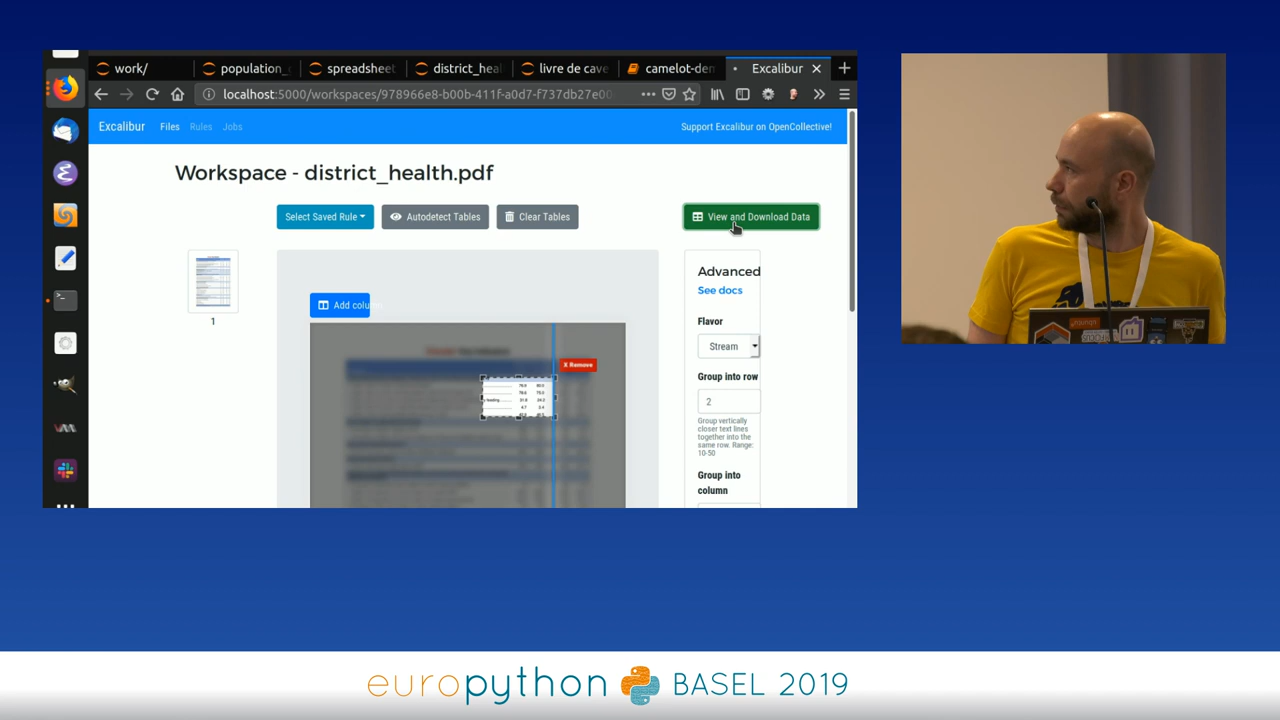 work/
population_
spreadshee
district_hea
livre de cave
camelot-den
Excalibur
localhost:5000/workspaces/978966e8-b00b-411f-a0d7-f737db27e00
Excalibur
Files
Rules
Jobs
Support Excalibur on OpenCollective!
Workspace - district_health.pdf
Select Saved Rule
Autodetect Tables
Clear Tables
View and Download Data
1
Add colu
X Remove
Advanced
See docs
Flavor
Stream
Group into row
2
Group vertically
closer text lines
together into the
same row. Range:
10-50
Group into
column
europython
BASEL 2019